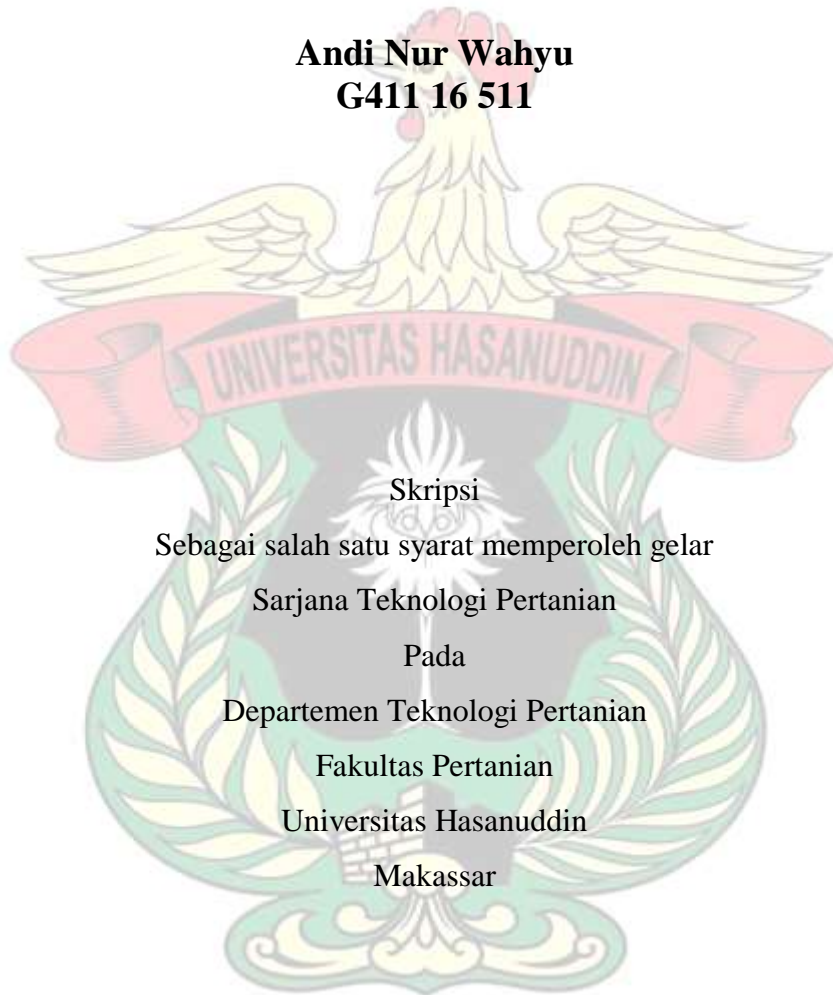 Andi Nur Wahyu
G411 16 511
UNIVERSITAS HASANUDDIN
Skripsi
Sebagai salah satu syarat memperoleh gelar
Sarjana Teknologi Pertanian
Pada
Departemen Teknologi Pertanian
Fakultas Pertanian
Universitas Hasanuddin
Makassar